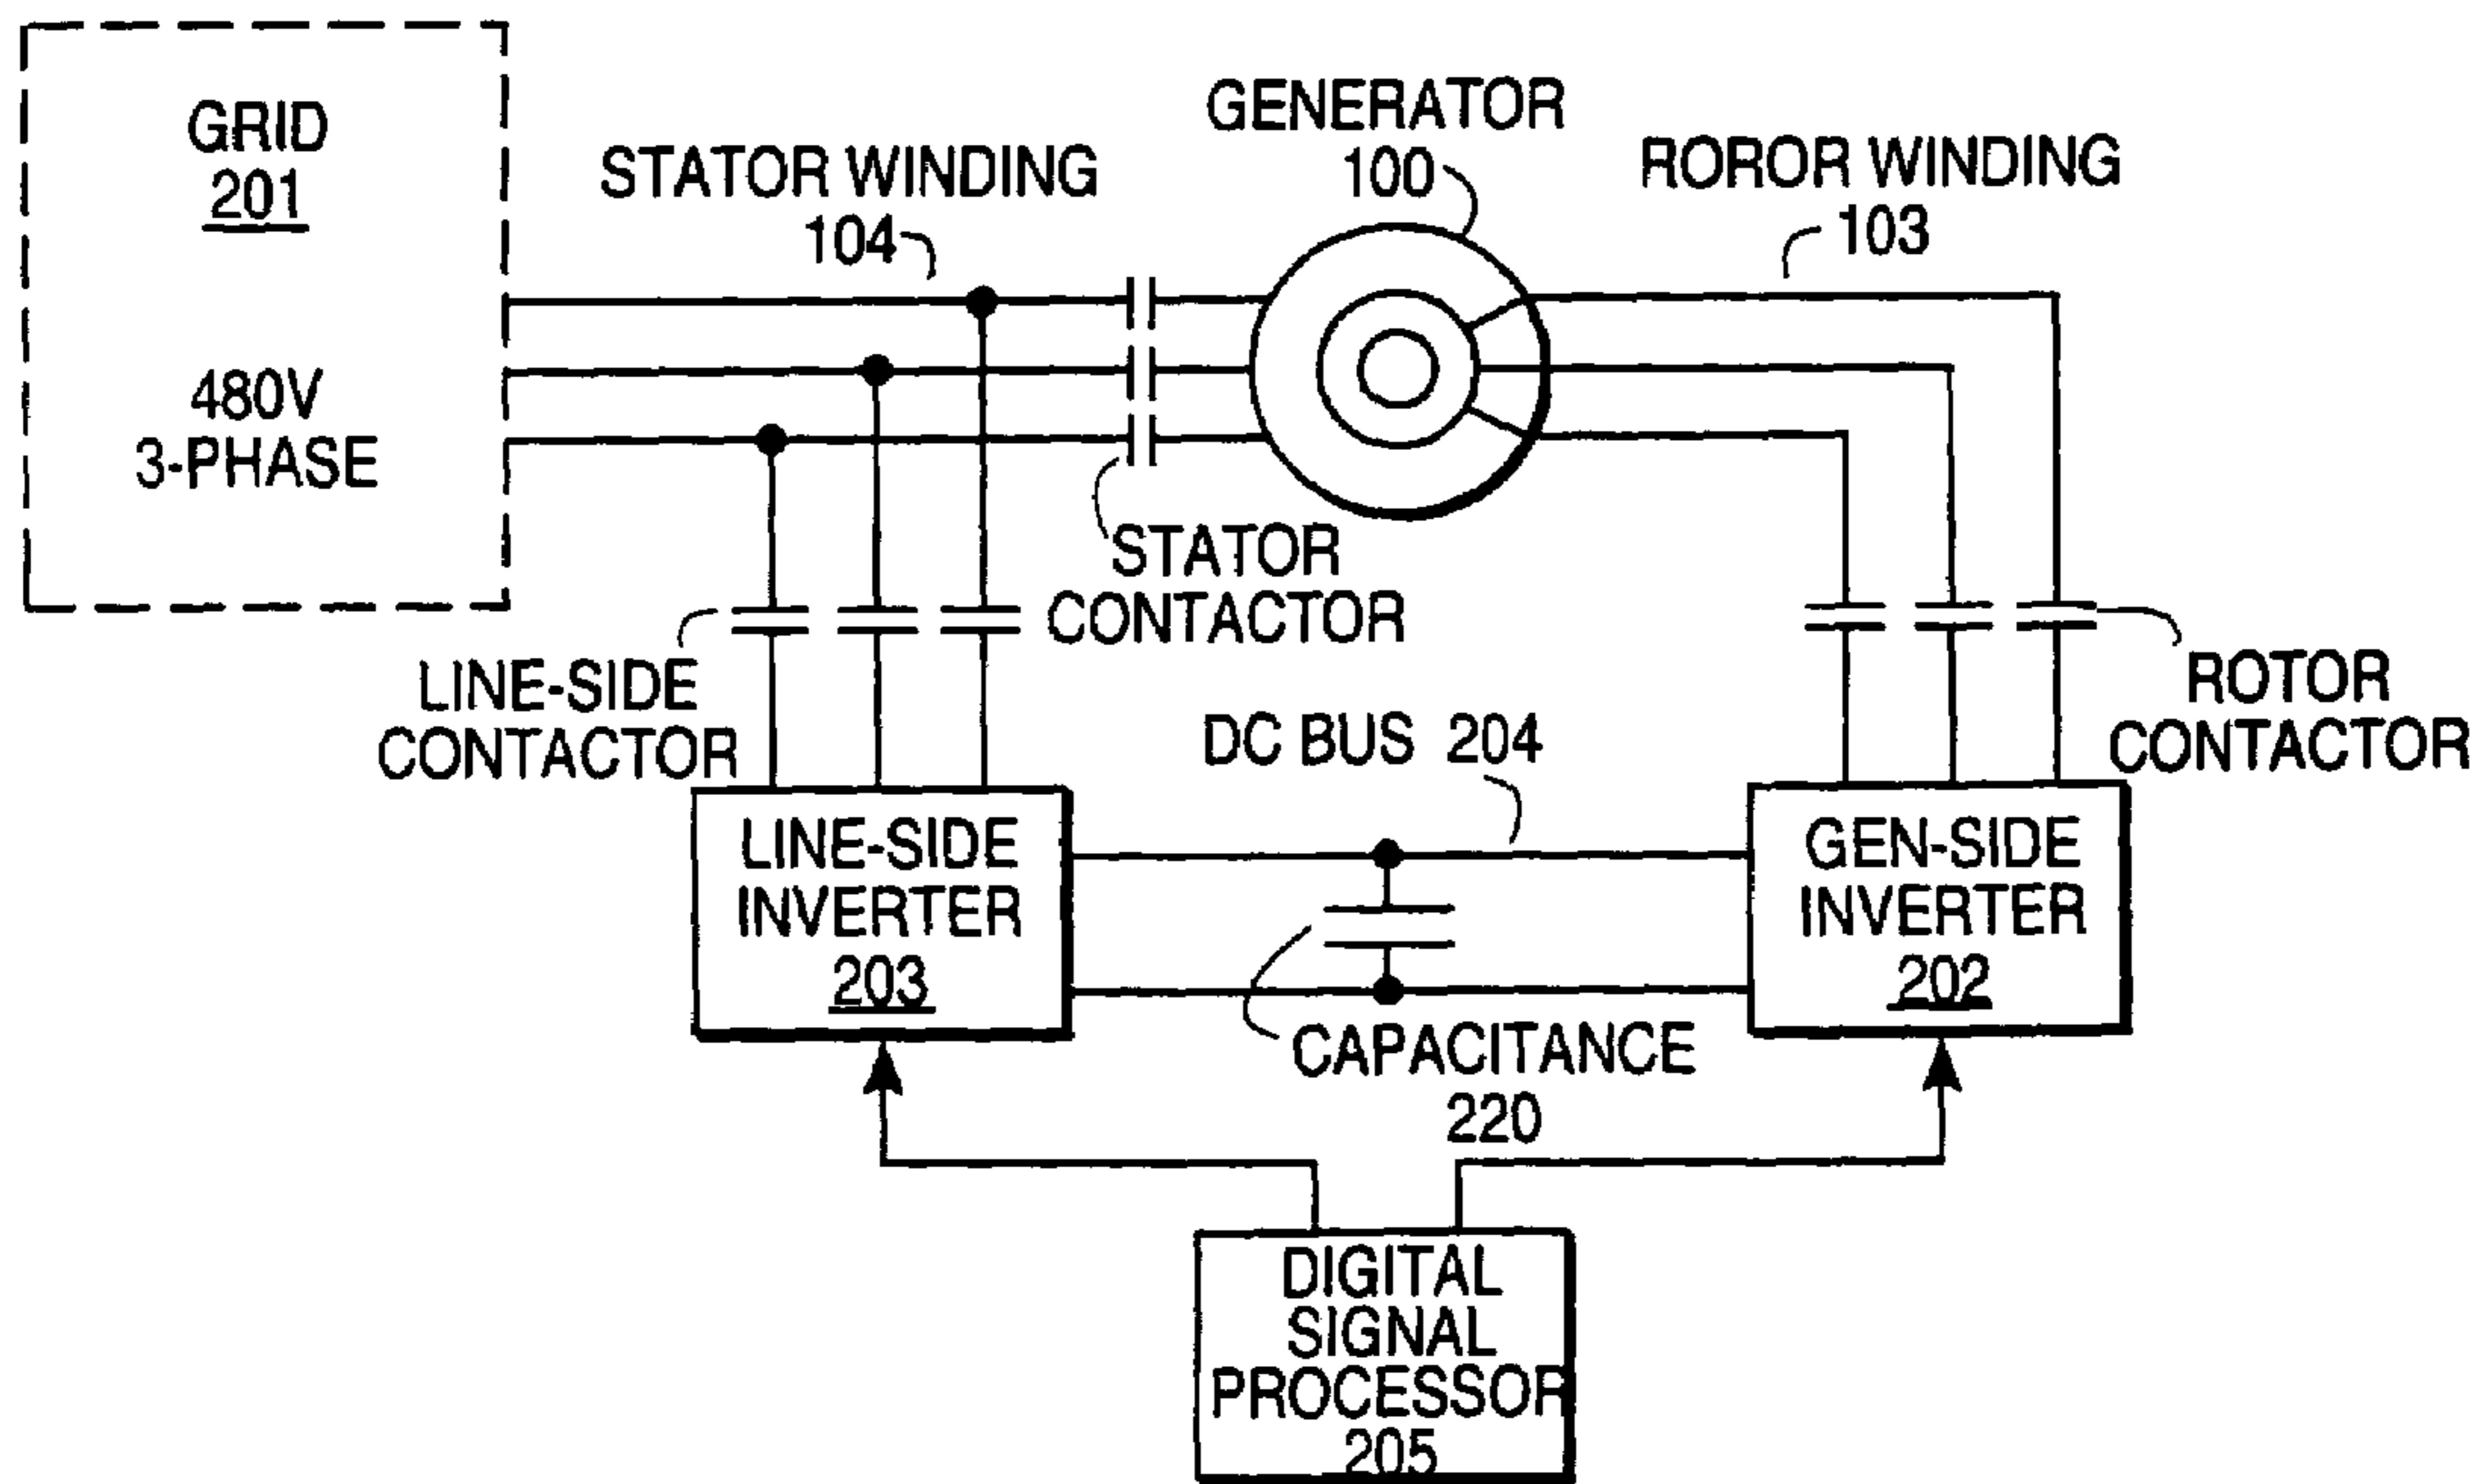 GRID
201
480V
3-PHASE
STATOR WINDING
104
GENERATOR
100
ROROR WINDING
103
STATOR
CONTACTOR
LINE-SIDE
CONTACTOR
ROTOR
CONTACTOR
DC BUS 204
LINE-SIDE
INVERTER
203
GEN-SIDE
INVERTER
202
CAPACITANCE
220
DIGITAL
SIGNAL
PROCESSOR
205